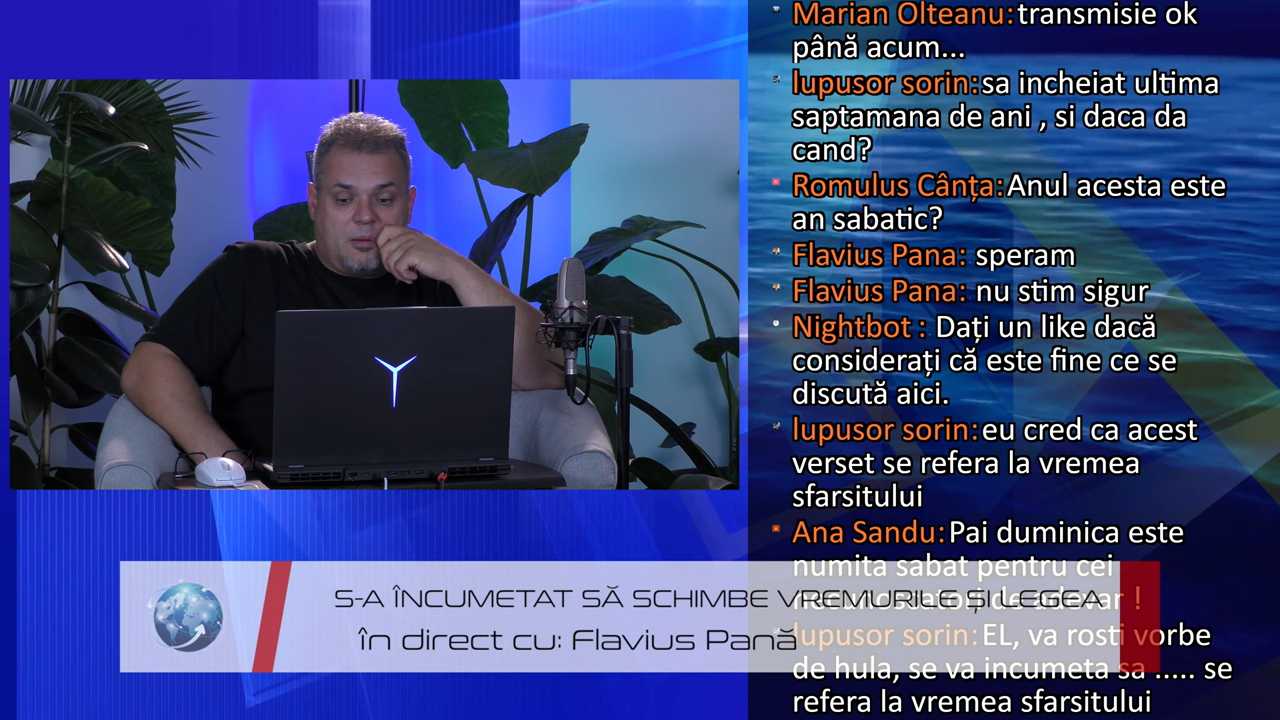 Marian Olteanu: transmisie ok
până acum...
lupusor sorin: sa incheiat ultima
saptamana de ani , si daca da
cand?
Romulus Cânța: Anul acesta este
an sabatic?
Flavius Pana: speram
Flavius Pana: nu stim sigur
Nightbot : Dați un like dacă
considerați că este fine ce se
discută aici.
lupusor sorin: eu cred ca acest
verset se refera la vremea
sfarsitului
Ana Sandu: Pai duminica este
numita sabat pentru cei
necunoscatori de adevar !
lupusor sorin: EL, va rosti vorbe
de hula, se va incumeta sa ..... se
refera la vremea sfarsitului
S-A ÎNCUMETAT SĂ SCHIMBE VREMURILE ȘI LEGEA
în direct cu: Flavius Pană